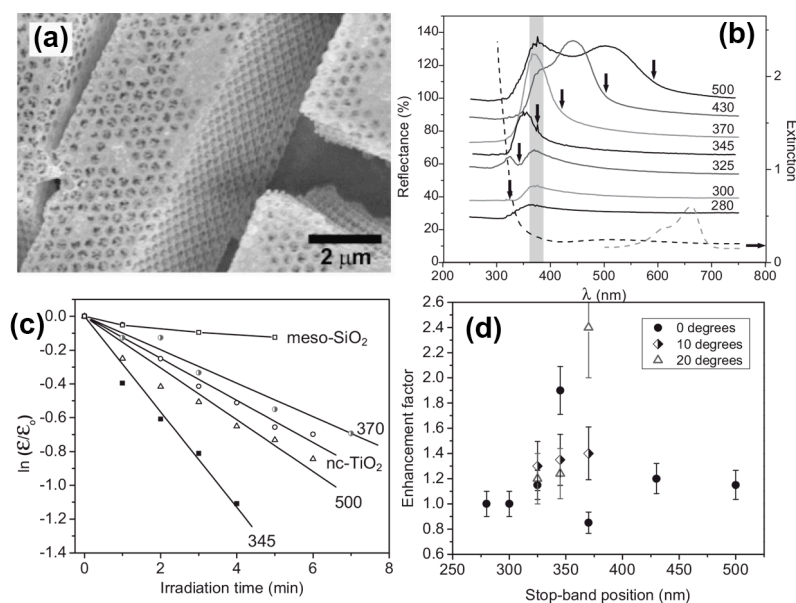 (a)
2 μm
(b)
140
120
100
80
60
40
20
0
Reflectance (%)
200 300 400 500 600 700 800
λ (nm)
2
1
0
Extinction
500
430
370
345
325
300
280
(c)
0.0
-0.2
-0.4
-0.6
-0.8
-1.0
-1.2
-1.4
ln (ε/εo)
0 2 4 6 8
Irradiation time (min)
meso-SiO₂
370
nc-TiO₂
500
345
(d)
2.6
2.4
2.2
2.0
1.8
1.6
1.4
1.2
1.0
0.8
0.6
Enhancement factor
250 300 350 400 450 500
Stop-band position (nm)
0 degrees
10 degrees
20 degrees